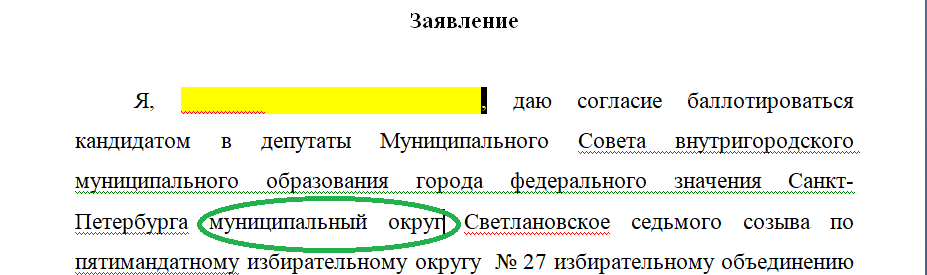 Заявление
Я, , даю согласие баллотироваться
кандидатом в депутаты Муниципального Совета внутригородского
муниципального образования города федерального значения Санкт-
Петербурга муниципальный округ Светлановское седьмого созыва по
пятимандатному избирательному округу № 27 избирательному объединению